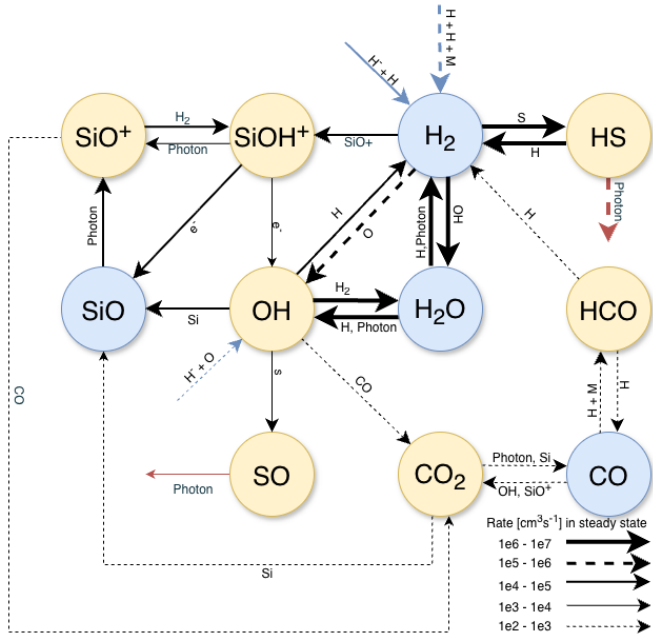 H⁻ + H
H + H + M
SiO⁺
H₂
Photon
SiOH⁺
SiO+
H₂
S
H
HS
Photon
Photon
e⁻
e⁻
H
O
H,Photon
OH
H
SiO
Si
OH
H₂
H, Photon
H₂O
HCO
CO
H⁻ + O
s
CO
M + H
H
SO
Photon
CO₂
Photon, Si
OH, SiO⁺
CO
Si
Rate [cm³s⁻¹] in steady state
1e6 - 1e7
1e5 - 1e6
1e4 - 1e5
1e3 - 1e4
1e2 - 1e3